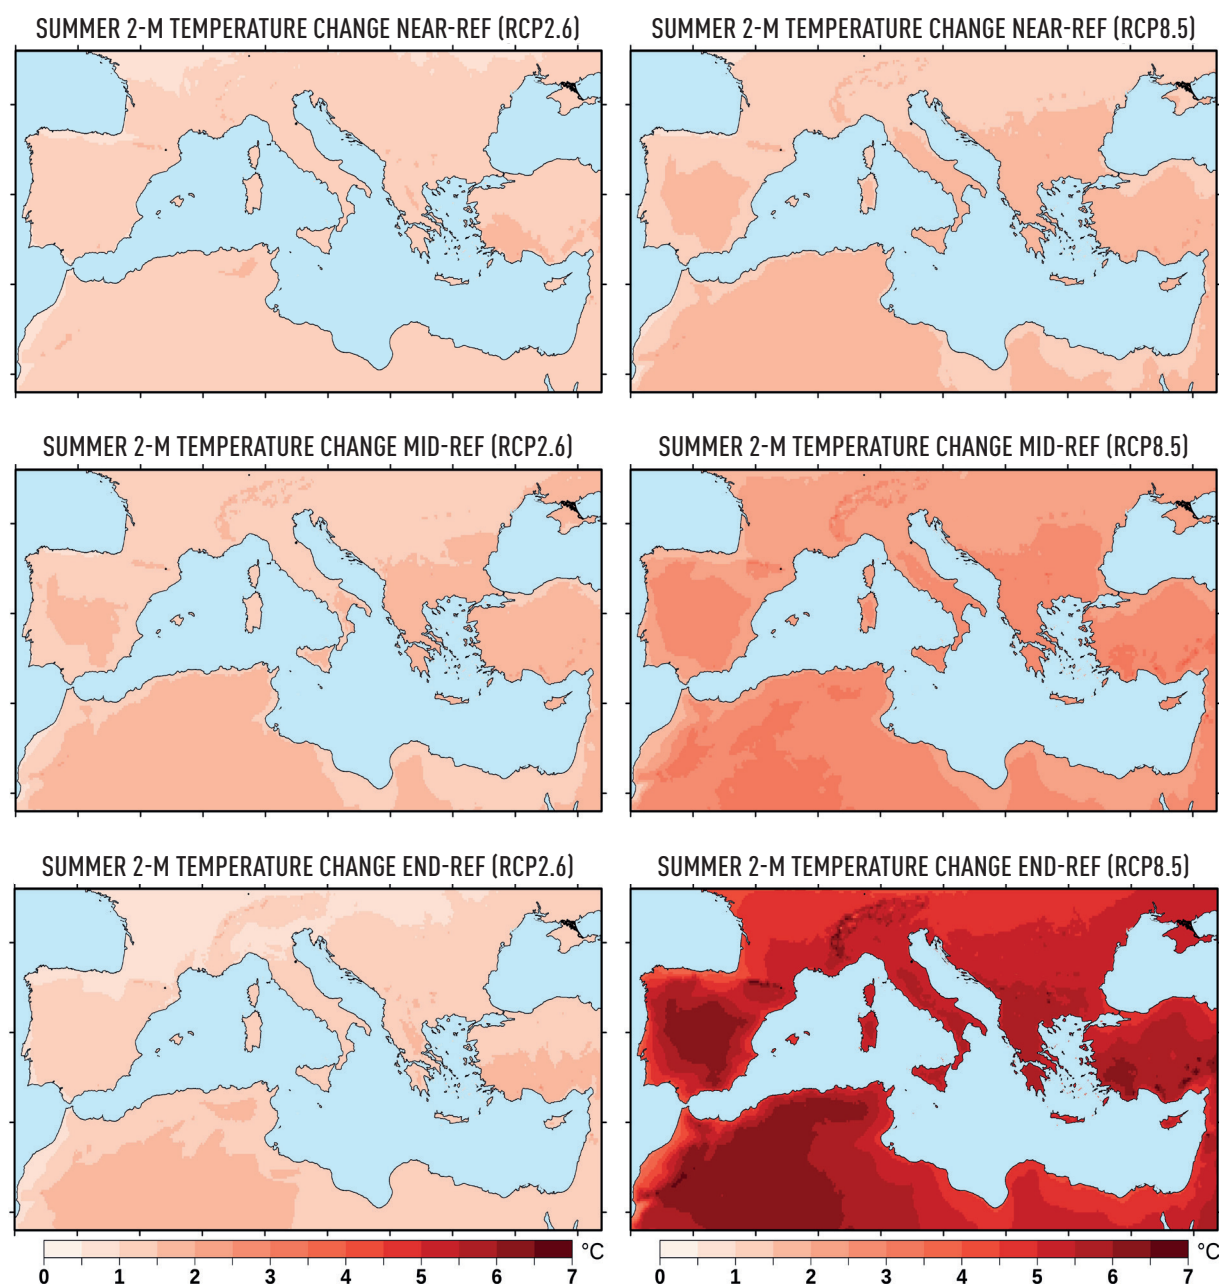 SUMMER 2-M TEMPERATURE CHANGE NEAR-REF (RCP2.6)
SUMMER 2-M TEMPERATURE CHANGE NEAR-REF (RCP8.5)
SUMMER 2-M TEMPERATURE CHANGE MID-REF (RCP2.6)
SUMMER 2-M TEMPERATURE CHANGE MID-REF (RCP8.5)
SUMMER 2-M TEMPERATURE CHANGE END-REF (RCP2.6)
SUMMER 2-M TEMPERATURE CHANGE END-REF (RCP8.5)
°C
0 1 2 3 4 5 6 7
°C
0 1 2 3 4 5 6 7